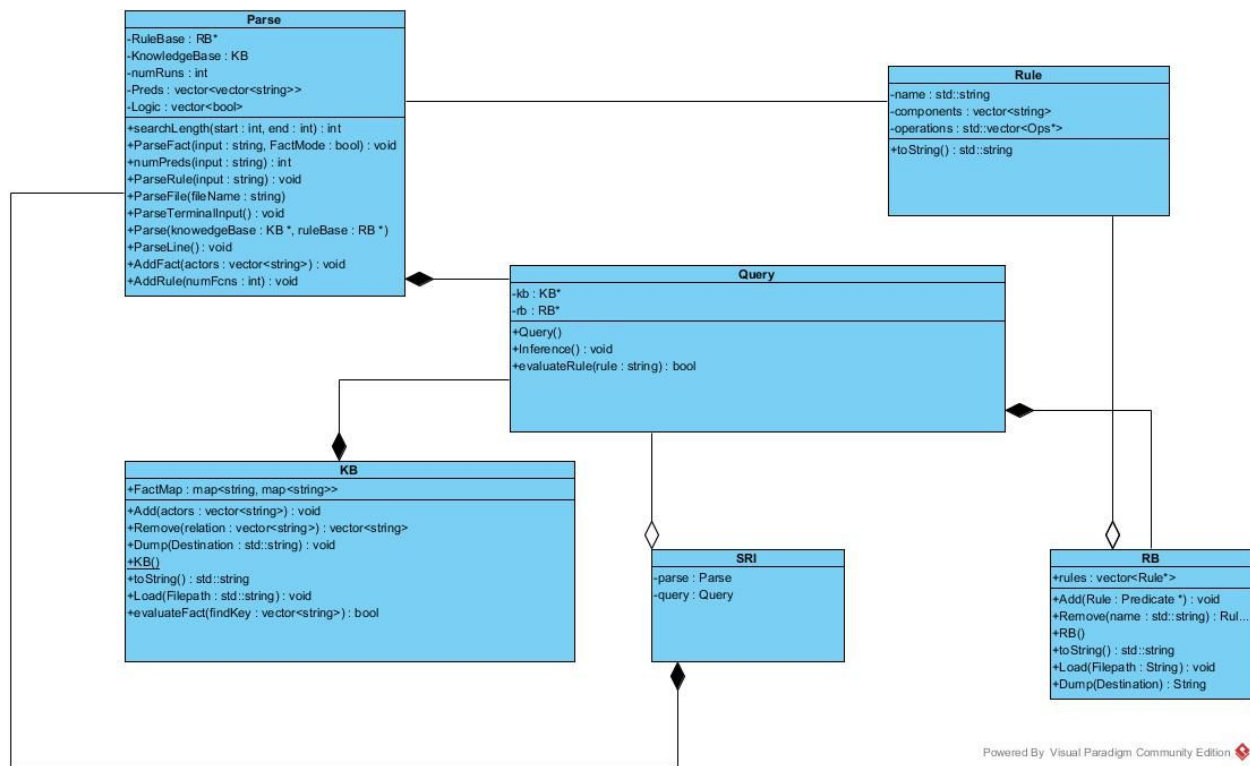 Parse
-RuleBase : RB*
-KnowledgeBase : KB
-numRuns : int
-Preds : vector<vector<string>>
-Logic : vector<bool>
+searchLength(start : int, end : int) : int
+ParseFact(input : string, FactMode : bool) : void
+numPreds(input : string) : int
+ParseRule(input : string) : void
+ParseFile(fileName : string)
+ParseTerminalInput() : void
+Parse(knowedgeBase : KB *, ruleBase : RB *)
+ParseLine() : void
+AddFact(actors : vector<string>) : void
+AddRule(numFcns : int) : void
Rule
-name : std::string
-components : vector<string>
-operations : std::vector<Ops*>
+toString() : std::string
Query
-kb : KB*
-rb : RB*
+Query()
+Inference() : void
+evaluateRule(rule : string) : bool
KB
+FactMap : map<string, map<string>>
+Add(actors : vector<string>) : void
+Remove(relation : vector<string>) : vector<string>
+Dump(Destination : std::string) : void
+KB()
+toString() : std::string
+Load(Filepath : std::string) : void
+evaluateFact(findKey : vector<string>) : bool
SRI
-parse : Parse
-query : Query
RB
+rules : vector<Rule*>
+Add(Rule : Predicate *) : void
+Remove(name : std::string) : Rul...
+RB()
+toString() : std::string
+Load(Filepath : String) : void
+Dump(Destination) : String
Powered By Visual Paradigm Community Edition